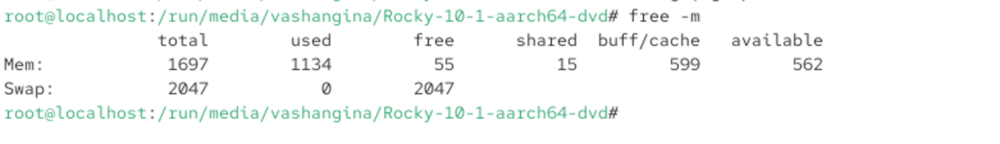 root@localhost:/run/media/vashangina/Rocky-10-1-aarch64-dvd# free -m
total used free shared buff/cache available
Mem: 1697 1134 55 15 599 562
Swap: 2047 0 2047
root@localhost:/run/media/vashangina/Rocky-10-1-aarch64-dvd#